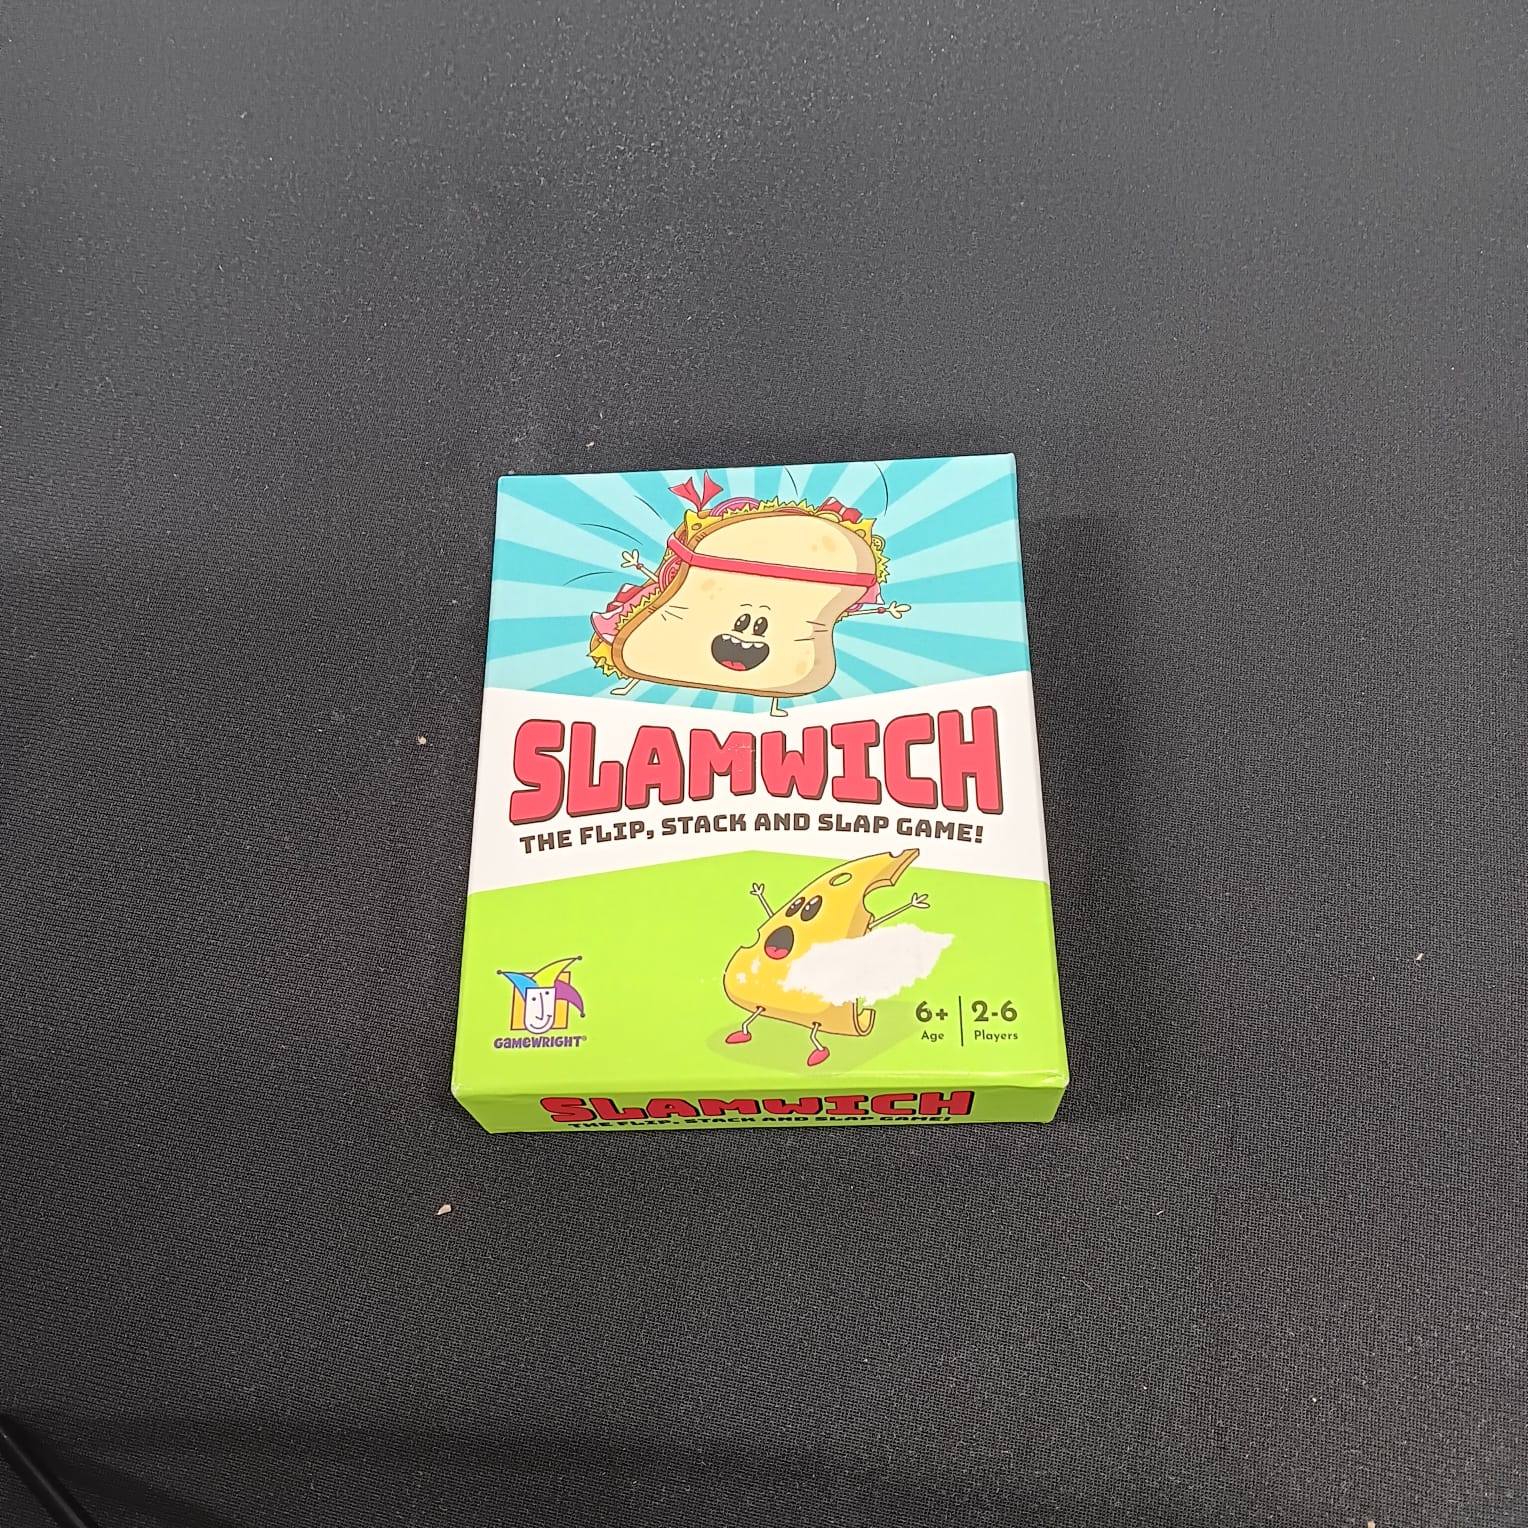 SLAMWICH
THE FLIP, STACK AND SLAP GAME!
6+ 2-6
Age Players
GAMEWRIGHT®
SLAMWICH
THE FLIP, STACK AND SLAP GAME!